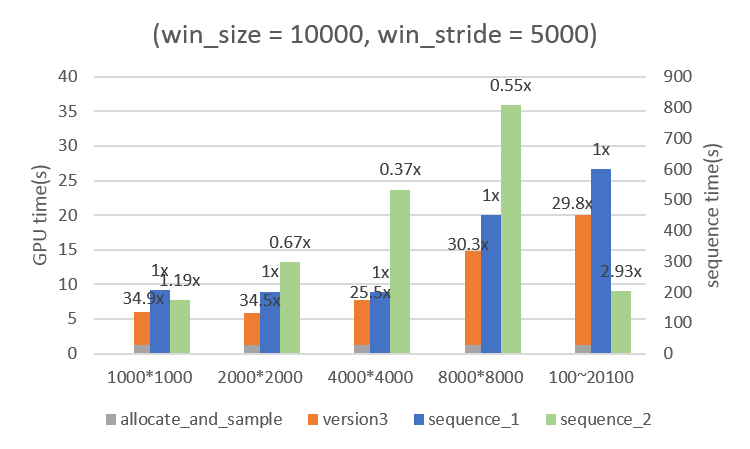 (win_size = 10000, win_stride = 5000)
40
35
30
25
20
15
10
5
0
GPU time(s)
900
800
700
600
500
400
300
200
100
0
sequence time(s)
34.9x
1x
1.19x
34.5x
1x
0.67x
25.5x
1x
0.37x
30.3x
1x
0.55x
29.8x
1x
2.93x
1000*1000 2000*2000 4000*4000 8000*8000 100~20100
allocate_and_sample version3 sequence_1 sequence_2